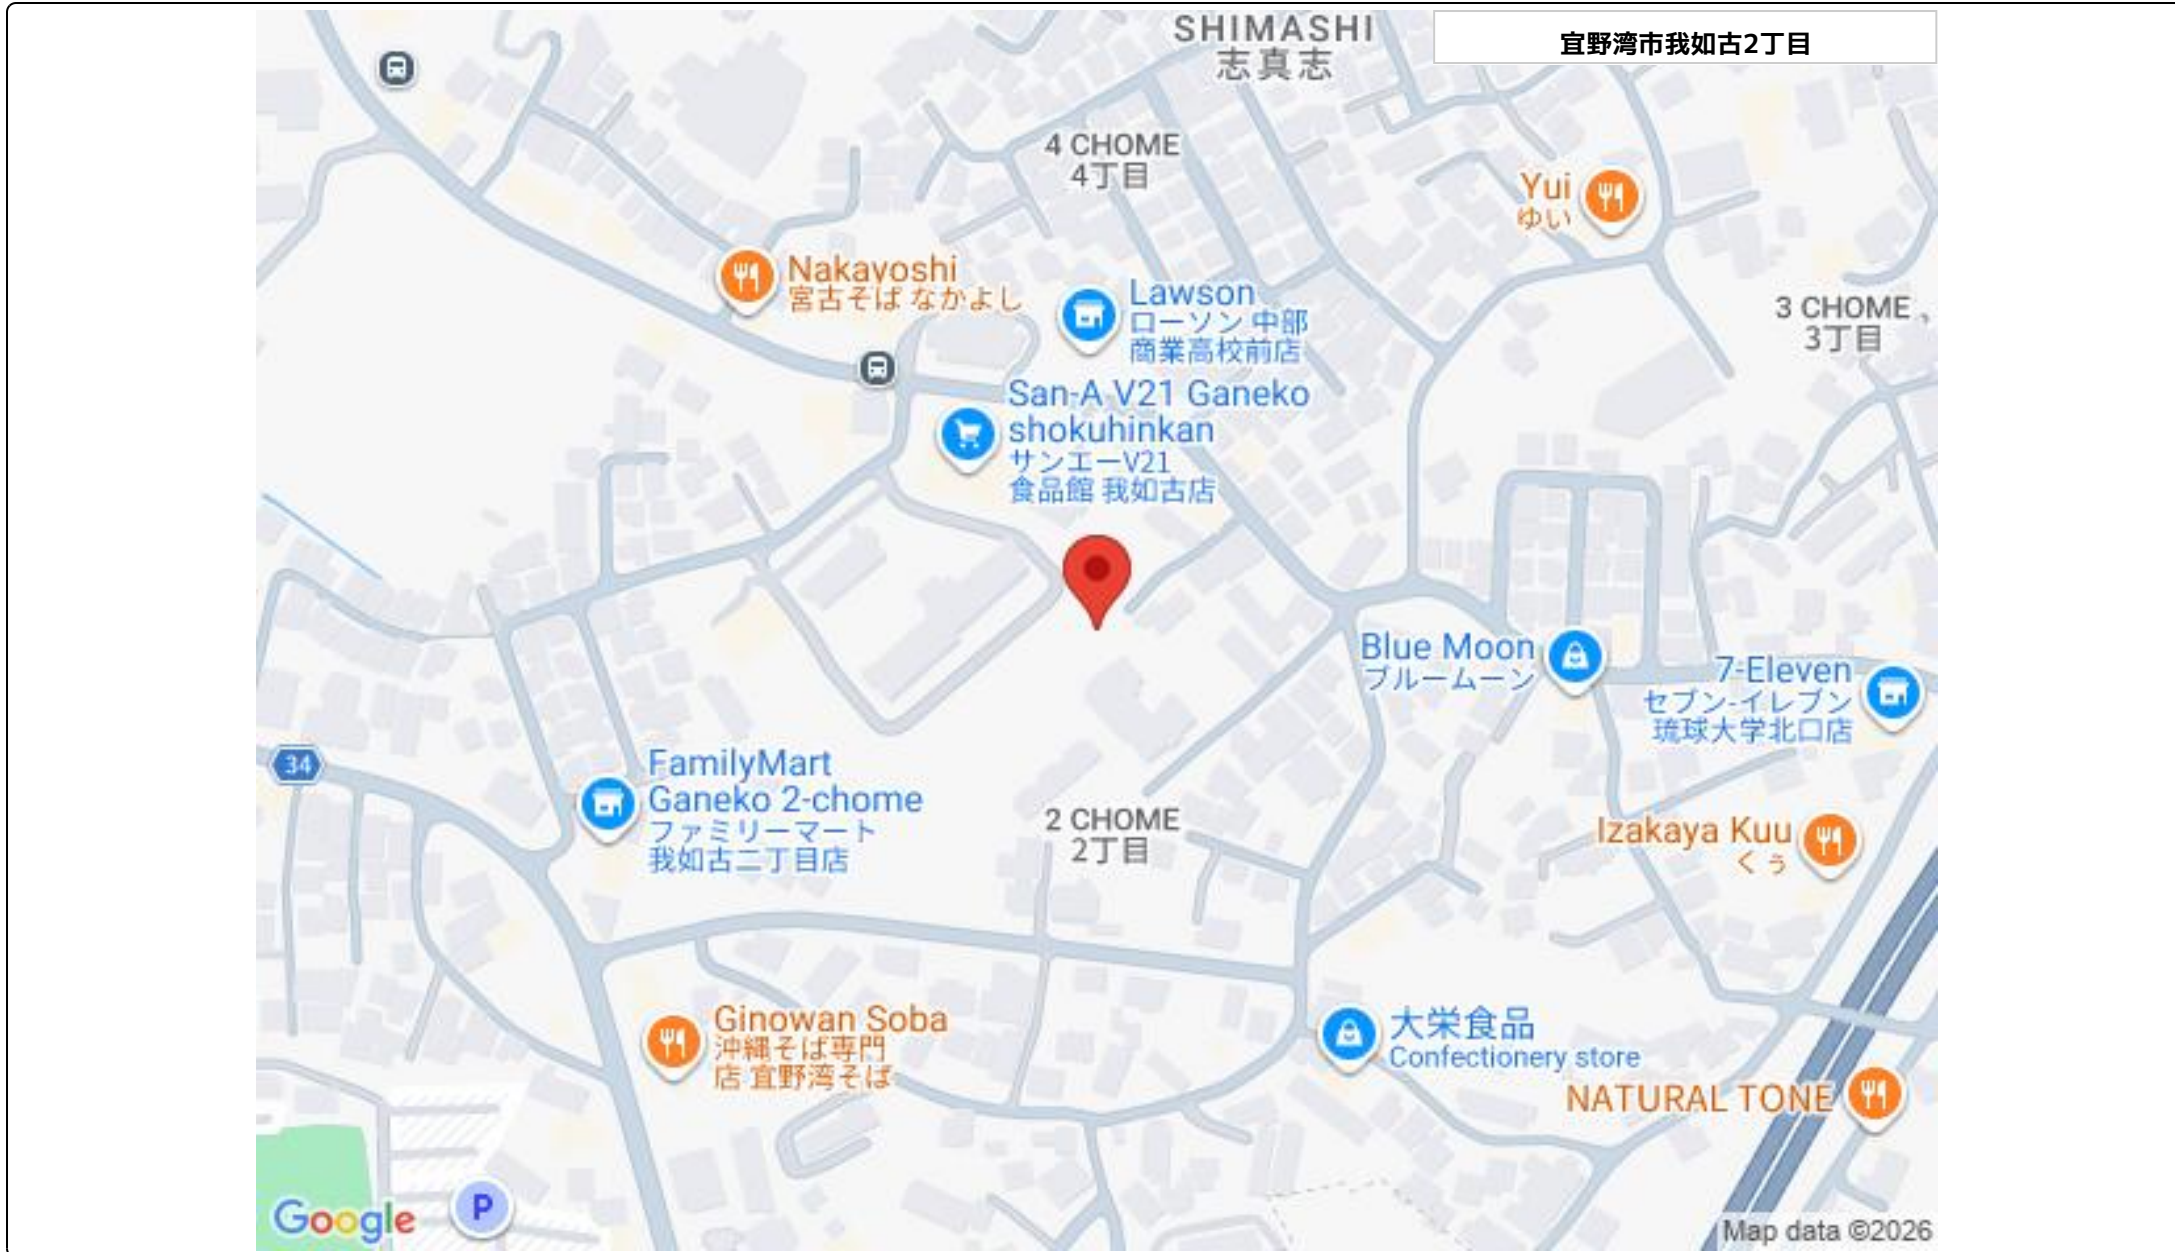 SHIMASHI
志真志
宜野湾市我如古2丁目
4 CHOME
4丁目
Yui
ゆい
Nakayoshi
宮古そば なかよし
Lawson
ローソン 中部
商業高校前店
3 CHOME
3丁目
San-A V21 Ganeko
shokuhinkan
サンエーV21
食品館 我如古店
Blue Moon
ブルームーン
7-Eleven
セブン-イレブン
琉球大学北口店
34
FamilyMart
Ganeko 2-chome
ファミリーマート
我如古二丁目店
2 CHOME
2丁目
Izakaya Kuu
くぅ
Ginowan Soba
沖縄そば専門
店 宜野湾そば
大栄食品
Confectionery store
NATURAL TONE
P
Google
Map data ©2026